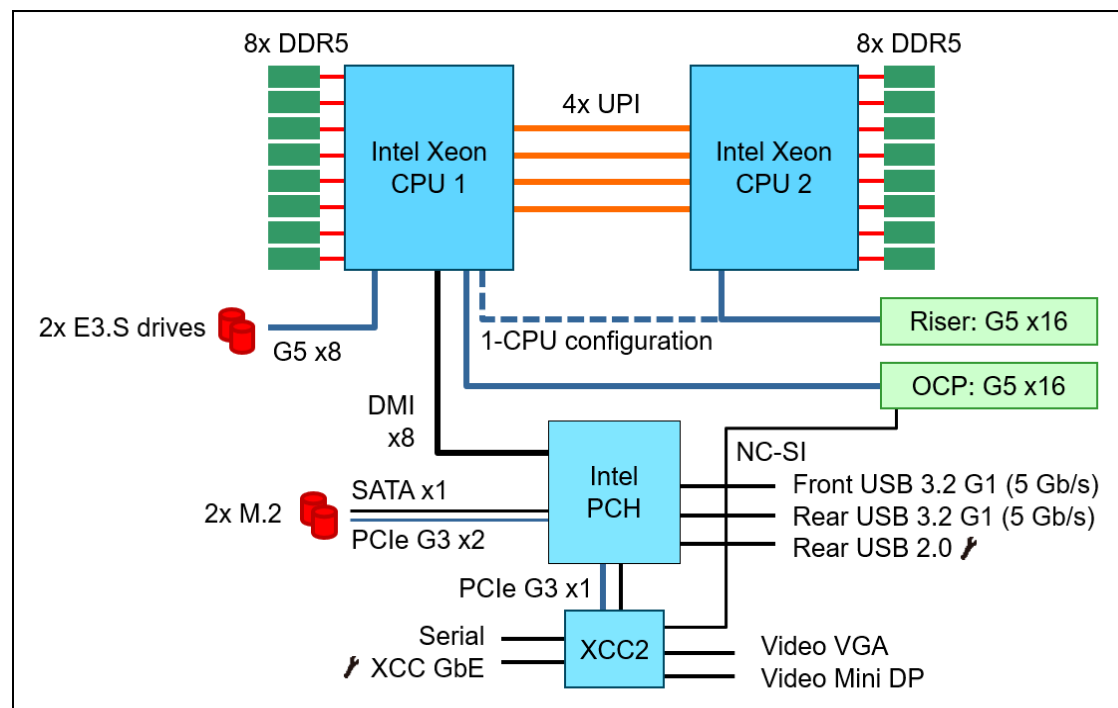 8x DDR5
8x DDR5
4x UPI
Intel Xeon
CPU 1
Intel Xeon
CPU 2
2x E3.S drives
G5 x8
1-CPU configuration
Riser: G5 x16
OCP: G5 x16
DMI
x8
NC-SI
Intel
PCH
2x M.2
SATA x1
PCIe G3 x2
Front USB 3.2 G1 (5 Gb/s)
Rear USB 3.2 G1 (5 Gb/s)
Rear USB 2.0
PCIe G3 x1
Serial
XCC GbE
XCC2
Video VGA
Video Mini DP